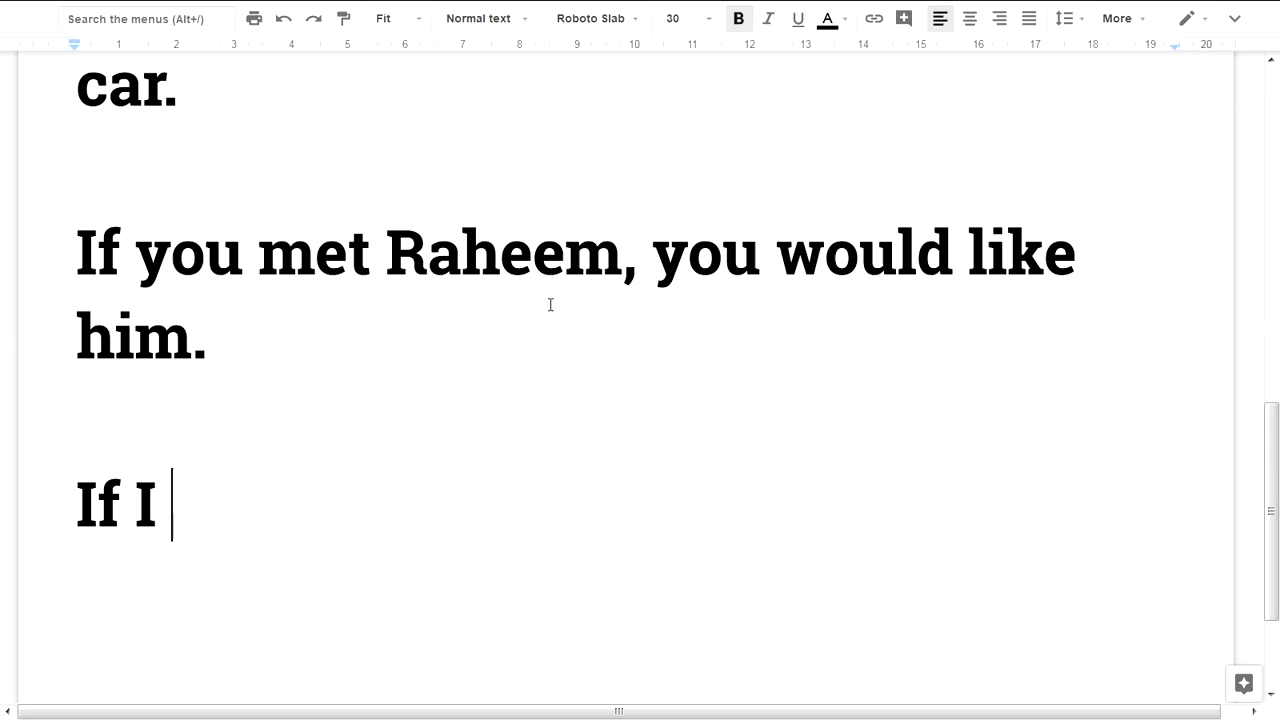 Search the menus (Alt+/) Fit Normal text Roboto Slab 30 B I U A More
1 2 3 4 5 6 7 8 9 10 11 12 13 14 15 16 17 18 19 20
car.
If you met Raheem, you would like
him.
If I